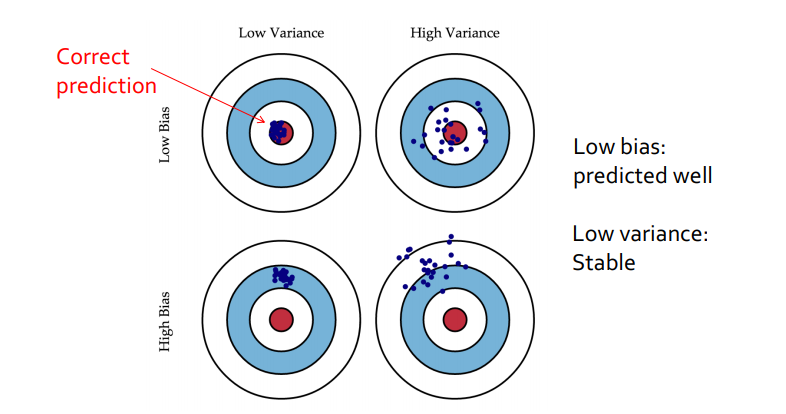 Low Variance
High Variance
Correct
prediction
Low Bias
Low bias:
predicted well
Low variance:
Stable
High Bias